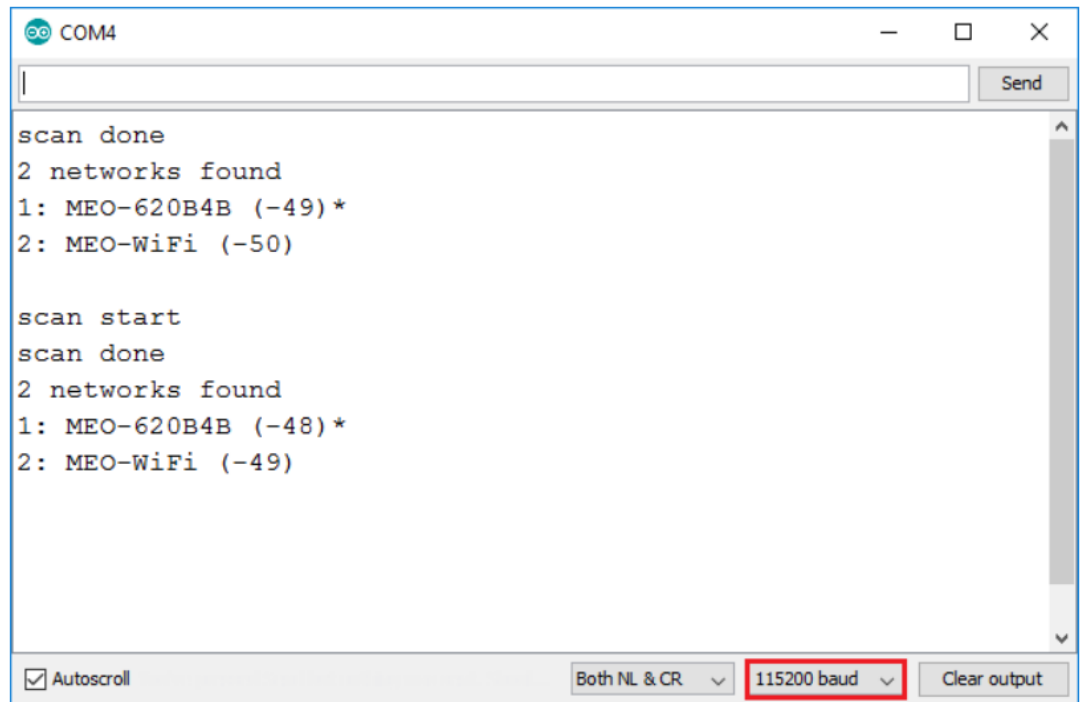 COM4
Send
scan done
2 networks found
1: MEO-620B4B (-49)*
2: MEO-WiFi (-50)

scan start
scan done
2 networks found
1: MEO-620B4B (-48)*
2: MEO-WiFi (-49)
Autoscroll Both NL & CR 115200 baud Clear output